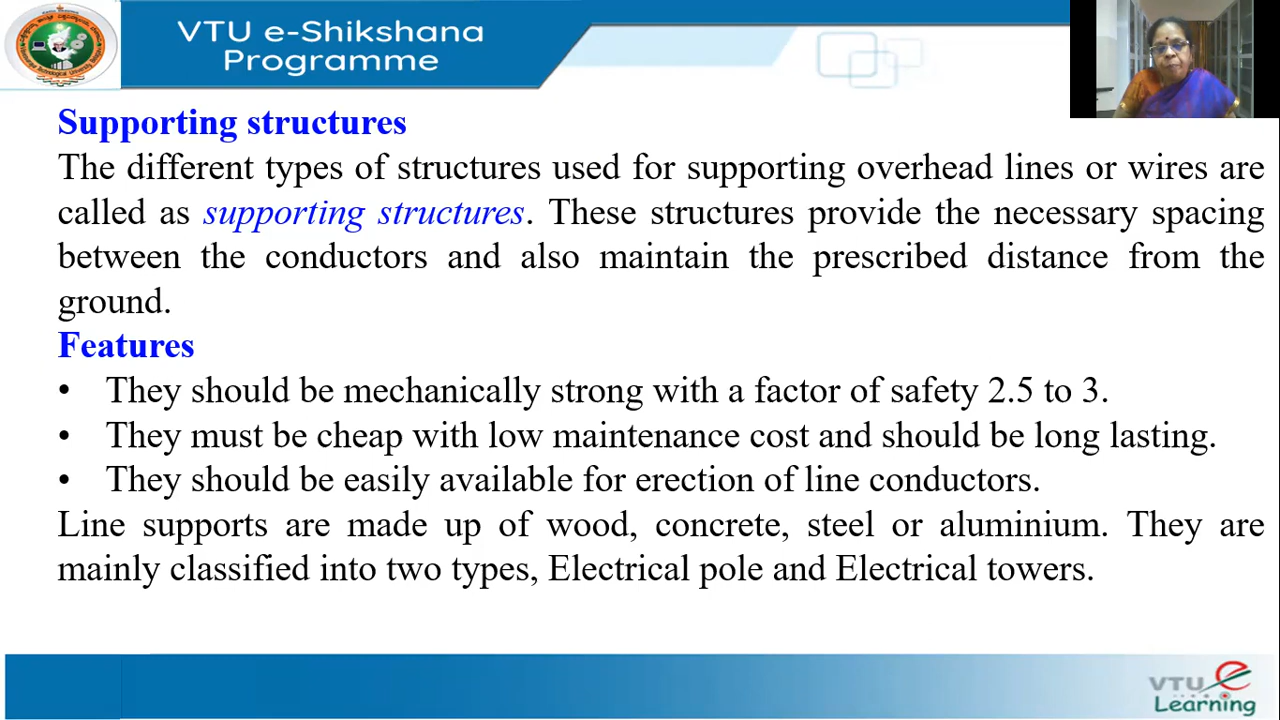 VTU e-Shikshana
Programme
Supporting structures
The different types of structures used for supporting overhead lines or wires are
called as supporting structures. These structures provide the necessary spacing
between the conductors and also maintain the prescribed distance from the
ground.
Features
• They should be mechanically strong with a factor of safety 2.5 to 3.
• They must be cheap with low maintenance cost and should be long lasting.
• They should be easily available for erection of line conductors.
Line supports are made up of wood, concrete, steel or aluminium. They are
mainly classified into two types, Electrical pole and Electrical towers.
VTU e
Learning